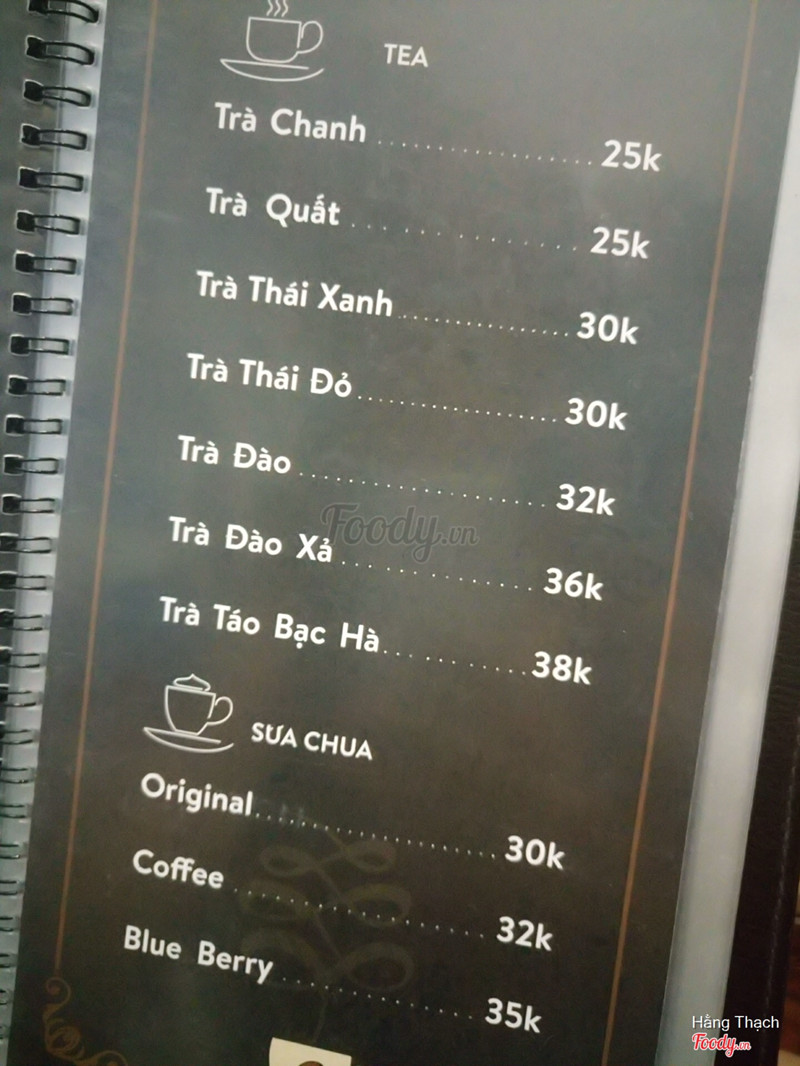 TEA
Trà Chanh 25k
Trà Quất 25k
Trà Thái Xanh 30k
Trà Thái Đỏ 30k
Trà Đào 32k
Foody.vn
Trà Đào Xả 36k
Trà Táo Bạc Hà 38k
SƯA CHUA
Original 30k
Coffee 32k
Blue Berry 35k
Hằng Thạch
Foody.vn